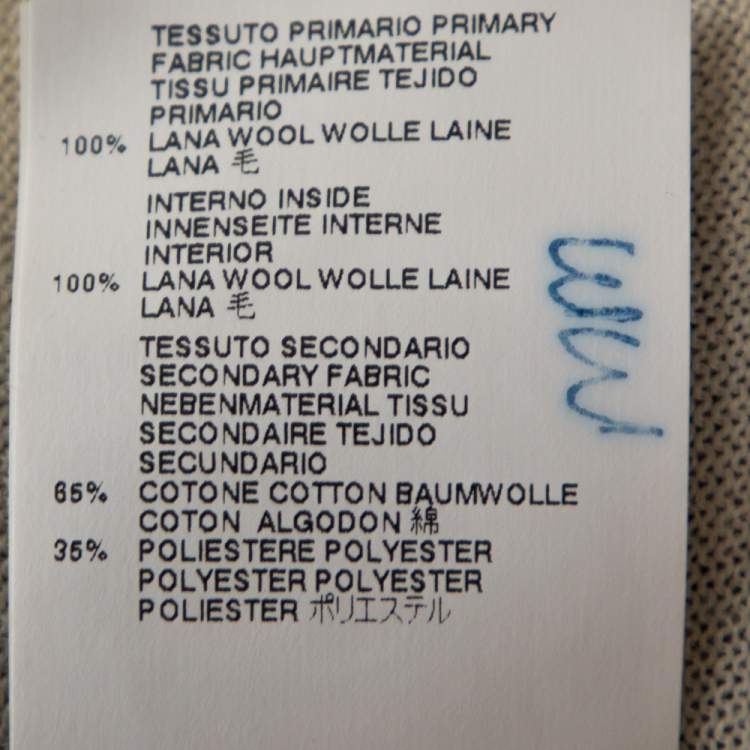 TESSUTO PRIMARIO PRIMARY
FABRIC HAUPTMATERIAL
TISSU PRIMAIRE TEJIDO
PRIMARIO
100% LANA WOOL WOLLE LAINE
LANA 毛
INTERNO INSIDE
INNENSEITE INTERNE
INTERIOR
100% LANA WOOL WOLLE LAINE
LANA 毛
TESSUTO SECONDARIO
SECONDARY FABRIC
NEBENMATERIAL TISSU
SECONDAIRE TEJIDO
SECUNDARIO
65% COTONE COTTON BAUMWOLLE
COTON ALGODON 綿
35% POLIESTERE POLYESTER
POLYESTER POLYESTER
POLIESTER ポリエステル